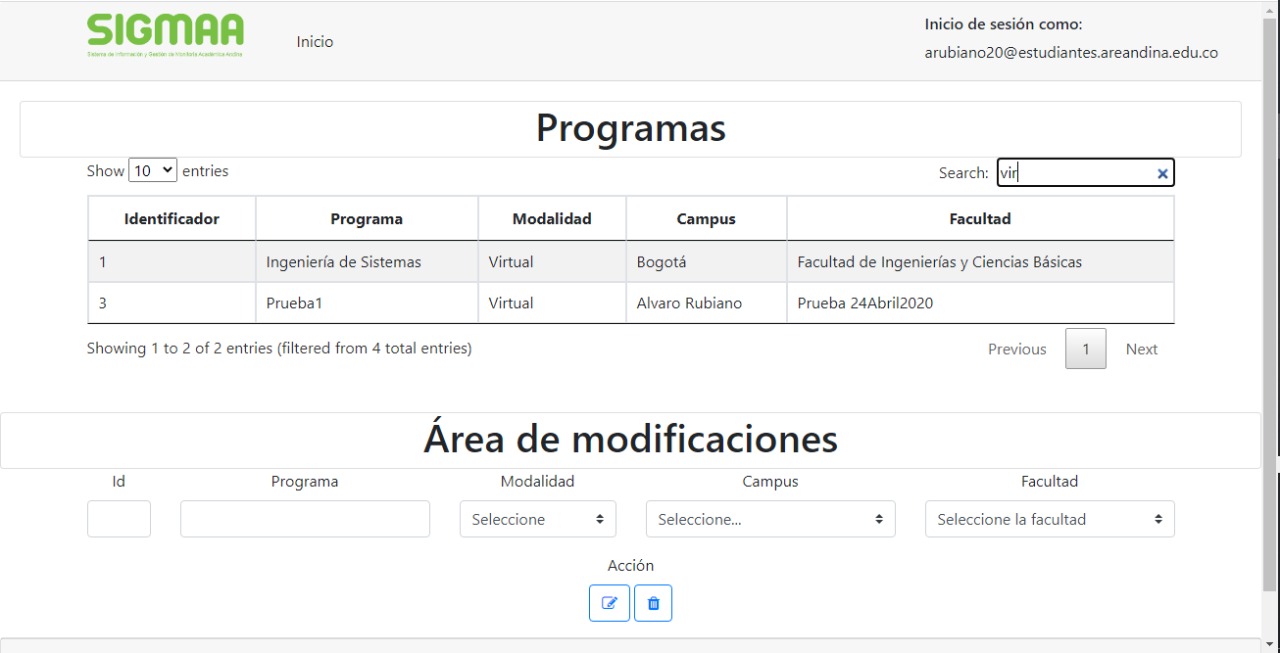 SIGMAA
Sistema de Información y Gestión de Monitoría Académica Andina
Inicio
Inicio de sesión como:
arubiano20@estudiantes.areandina.edu.co
Programas
Show 10 entries
Search: vir
Identificador Programa Modalidad Campus Facultad
1 Ingeniería de Sistemas Virtual Bogotá Facultad de Ingenierías y Ciencias Básicas
3 Prueba1 Virtual Alvaro Rubiano Prueba 24Abril2020
Showing 1 to 2 of 2 entries (filtered from 4 total entries)
Previous 1 Next
Área de modificaciones
Id Programa Modalidad Campus Facultad
Seleccione Seleccione... Seleccione la facultad
Acción